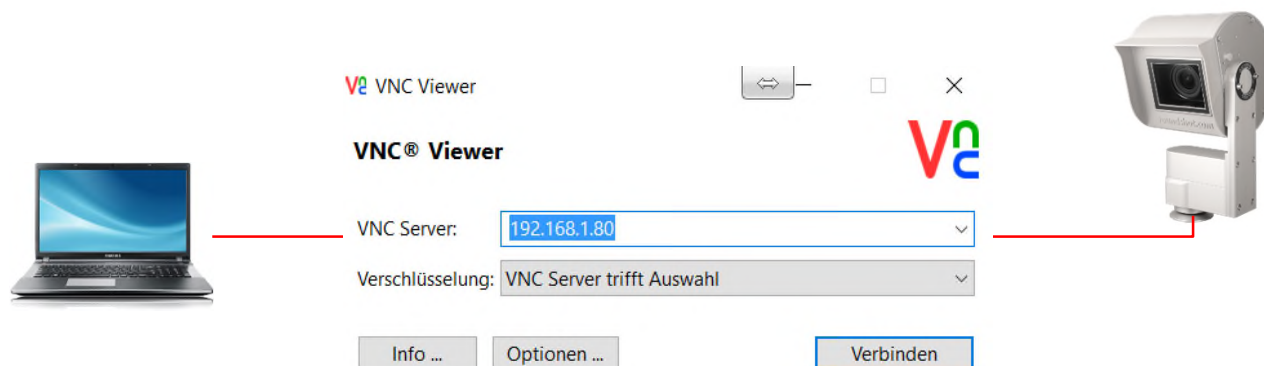 VNC Viewer
VNC® Viewer
VNC Server: 192.168.1.80
Verschlüsselung: VNC Server trifft Auswahl
Info ... Optionen ... Verbinden